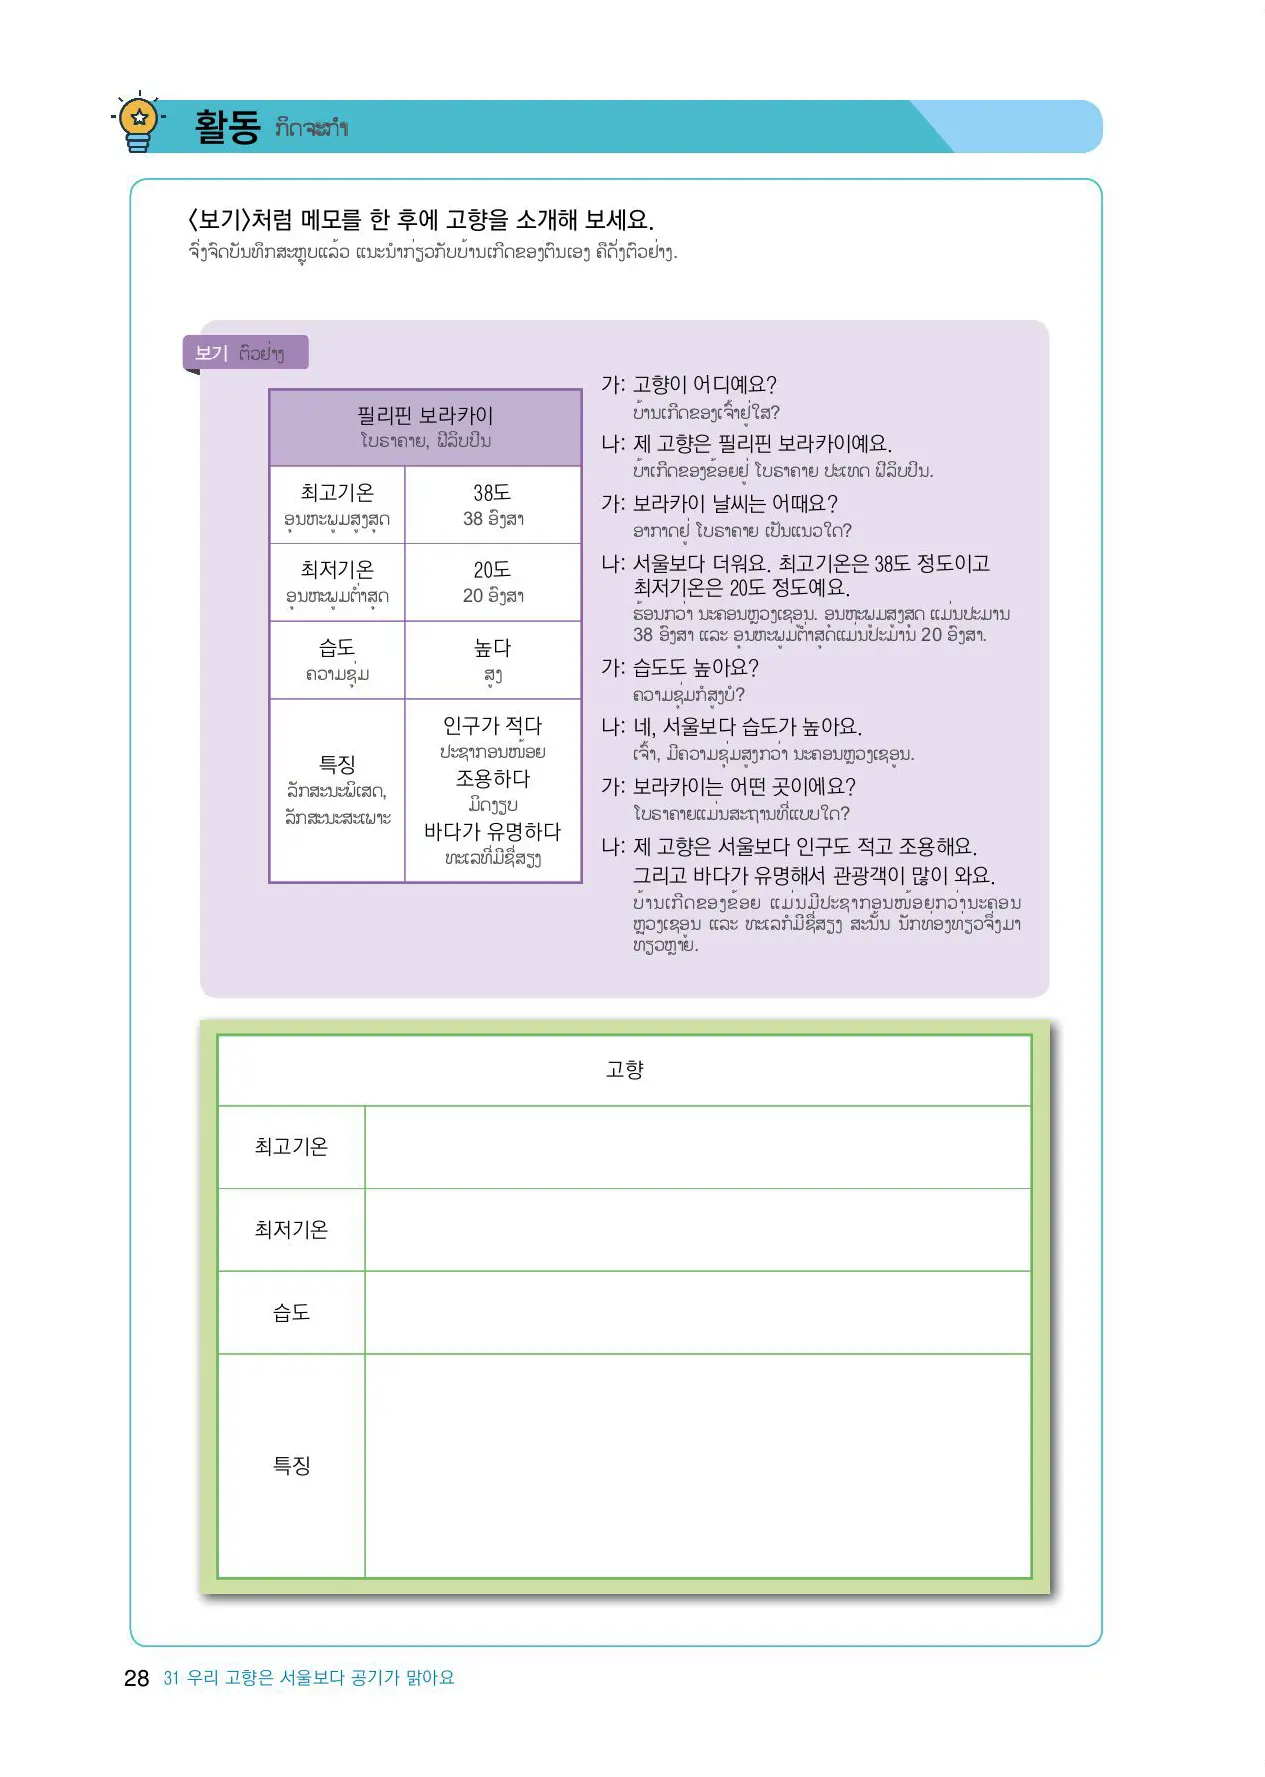 활동 ກິດຈະກຳ
<보기>처럼 메모를 한 후에 고향을 소개해 보세요.
ຈົ່ງຈົດບັນທຶກສະຫຼຸບແລ້ວ ແນະນຳກ່ຽວກັບບ້ານເກີດຂອງຕົນເອງ ຄືດັ່ງຕົວຢ່າງ.
보기 ຕົວຢ່າງ
필리핀 보라카이
ໂບຣາຄາຍ, ຟີລິບປິນ
최고기온 38도
ອຸນຫະພູມສູງສຸດ 38 ອົງສາ
최저기온 20도
ອຸນຫະພູມຕ່ຳສຸດ 20 ອົງສາ
습도 높다
ຄວາມຊຸ່ມ ສູງ
특징
ລັກສະນະພິເສດ,
ລັກສະນະສະເພາະ
인구가 적다
ປະຊາກອນໜ້ອຍ
조용하다
ມິດງຽບ
바다가 유명하다
ທະເລທີ່ມີຊື່ສຽງ
가: 고향이 어디예요?
ບ້ານເກີດຂອງເຈົ້າຢູ່ໃສ?
나: 제 고향은 필리핀 보라카이예요.
ບ້າເກີດຂອງຂ້ອຍຢູ່ ໂບຣາຄາຍ ປະເທດ ຟີລິບປິນ.
가: 보라카이 날씨는 어때요?
ອາກາດຢູ່ ໂບຣາຄາຍ ເປັນແນວໃດ?
나: 서울보다 더워요. 최고기온은 38도 정도이고
최저기온은 20도 정도예요.
ຮ້ອນກວ່າ ນະຄອນຫຼວງເຊອູນ. ອຸນຫະພູມສູງສຸດ ແມ່ນປະມານ
38 ອົງສາ ແລະ ອຸນຫະພູມຕ່ຳສຸດແມ່ນປະມານ 20 ອົງສາ.
가: 습도도 높아요?
ຄວາມຊຸ່ມກໍສູງບໍ?
나: 네, 서울보다 습도가 높아요.
ເຈົ້າ, ມີຄວາມຊຸ່ມສູງກວ່າ ນະຄອນຫຼວງເຊອູນ.
가: 보라카이는 어떤 곳이에요?
ໂບຣາຄາຍແມ່ນສະຖານທີ່ແບບໃດ?
나: 제 고향은 서울보다 인구도 적고 조용해요.
그리고 바다가 유명해서 관광객이 많이 와요.
ບ້ານເກີດຂອງຂ້ອຍ ແມ່ນມີປະຊາກອນໜ້ອຍກວ່ານະຄອນ
ຫຼວງເຊອູນ ແລະ ທະເລກໍມີຊື່ສຽງ ສະນັ້ນ ນັກທ່ອງທ່ຽວຈຶ່ງມາ
ທຽວຫຼາຍ.
고향
최고기온
최저기온
습도
특징
28 31 우리 고향은 서울보다 공기가 맑아요